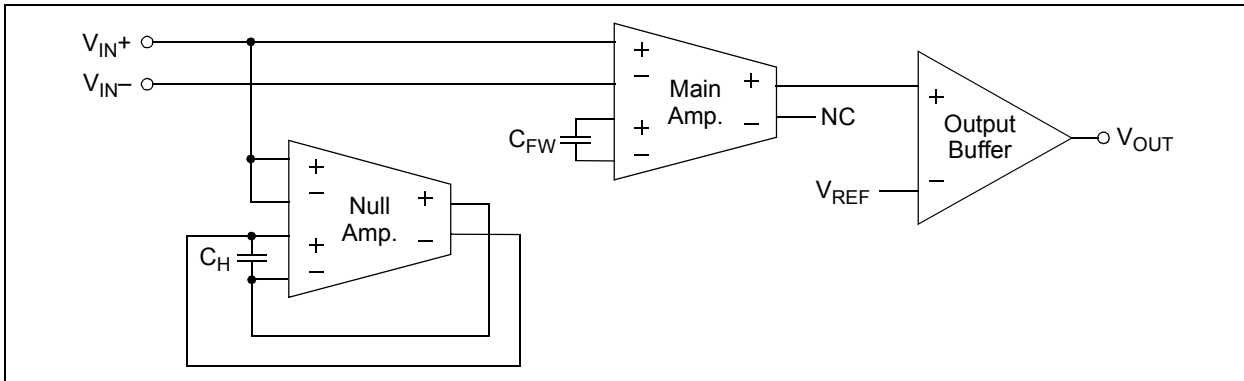 V_IN+
V_IN−
+
−
+
−
C_FW
Main
Amp.
+
−
NC
+
−
Output
Buffer
V_REF
V_OUT
+
−
+
−
C_H
Null
Amp.
+
−